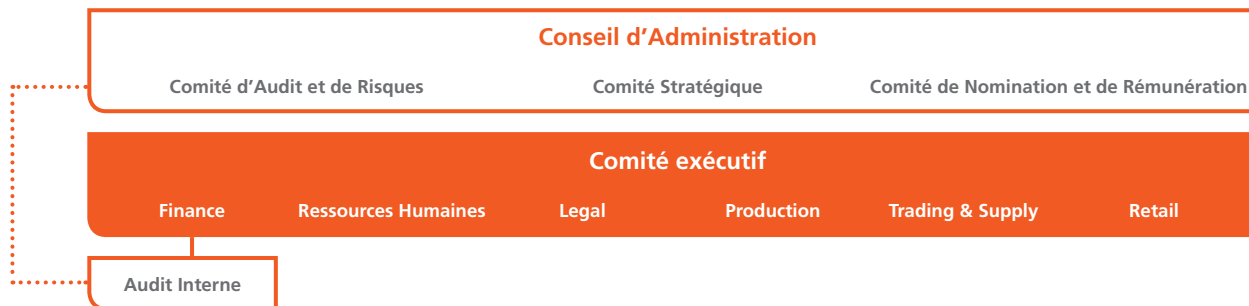 Conseil d’Administration
Comité d’Audit et de Risques Comité Stratégique Comité de Nomination et de Rémunération
Comité exécutif
Finance Ressources Humaines Legal Production Trading & Supply Retail
Audit Interne